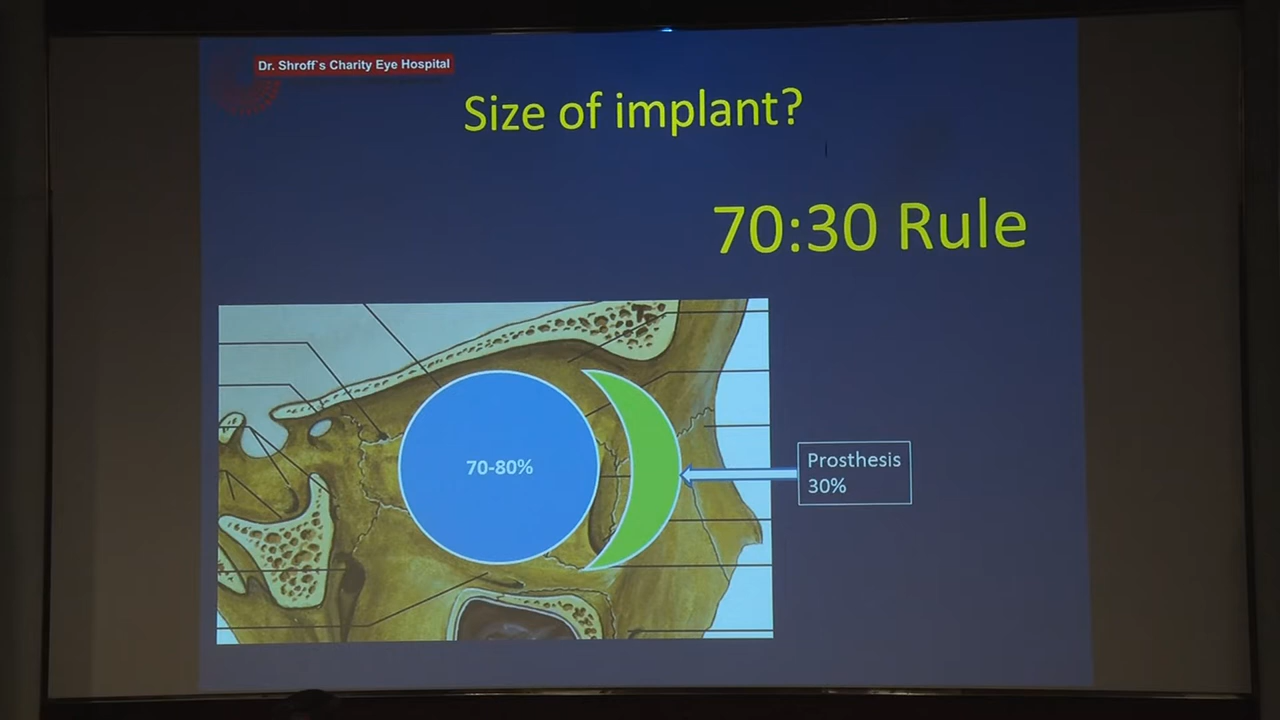 Dr. Shroff`s Charity Eye Hospital
Size of implant?
70:30 Rule
70-80%
Prosthesis
30%